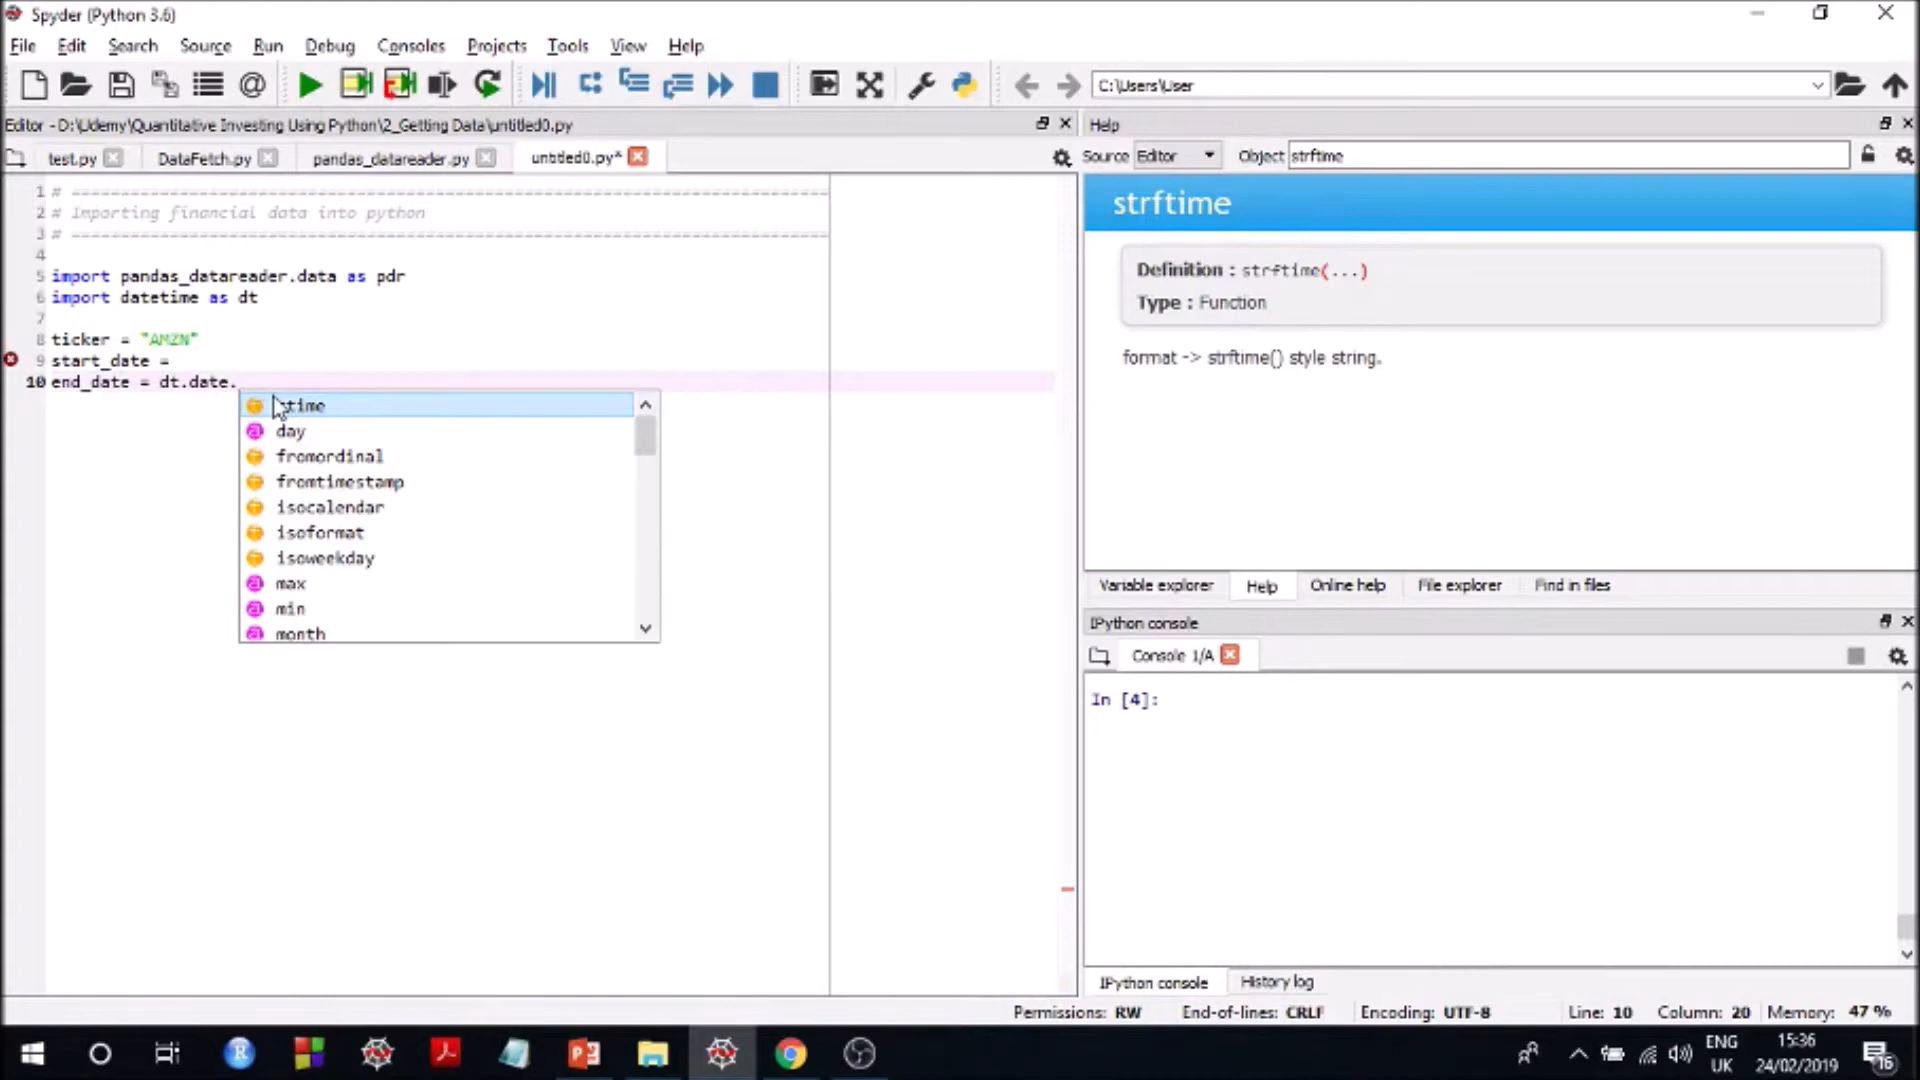 Spyder (Python 3.6)
File Edit Search Source Run Debug Consoles Projects Tools View Help
C:\Users\User
Editor - D:\Udemy\Quantitative Investing Using Python\2_Getting Data\untitled0.py
Help
test.py DataFetch.py pandas_datareader.py untitled0.py*
Source Editor Object strftime
1 # ------------------------------------------------------------------------------
2 # Importing financial data into python
3 # ------------------------------------------------------------------------------
4
5 import pandas_datareader.data as pdr
6 import datetime as dt
7
8 ticker = "AMZN"
9 start_date =
10 end_date = dt.date.
day
fromordinal
fromtimestamp
isocalendar
isoformat
isoweekday
max
min
month
strftime
Definition : strftime(...)
Type : Function
format -> strftime() style string.
Variable explorer Help Online help File explorer Find in files
IPython console
Console 1/A
In [4]:
IPython console History log
Permissions: RW End-of-lines: CRLF Encoding: UTF-8 Line: 10 Column: 20 Memory: 47 %
ENG
UK
15:36
24/02/2019
16